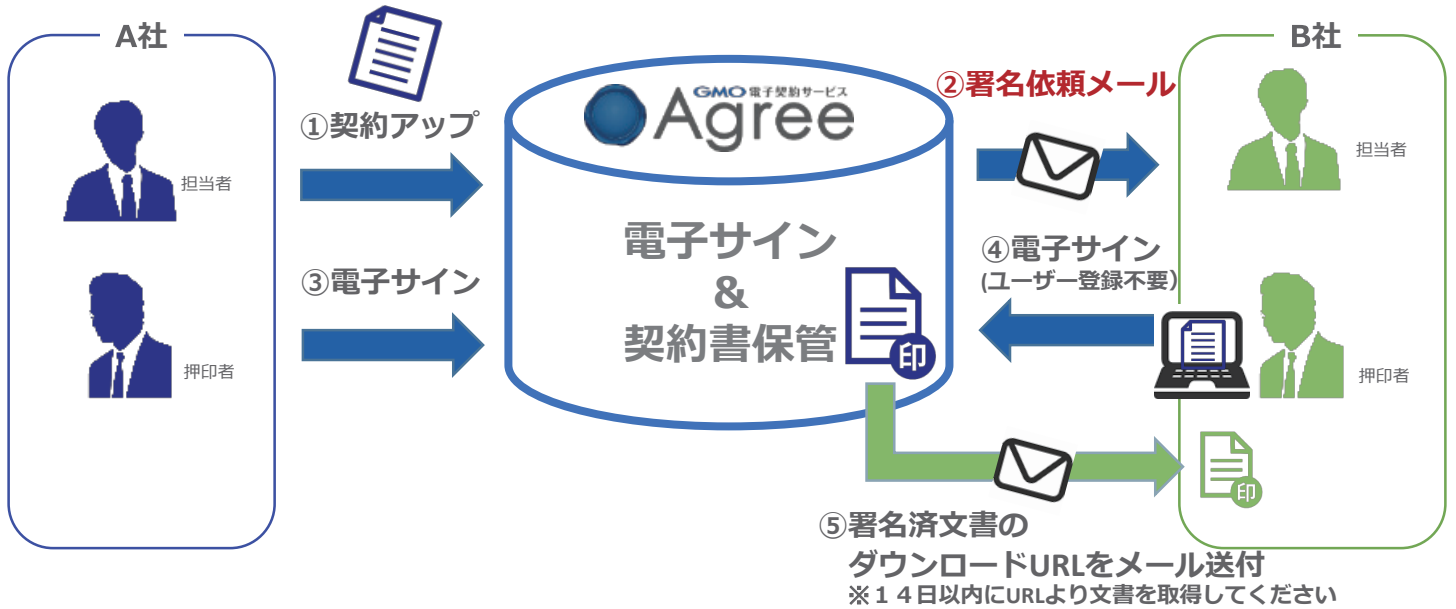 A社
担当者
押印者
①契約アップ
③電子サイン
GMO電子契約サービス
Agree
電子サイン
&
契約書保管
印
②署名依頼メール
④電子サイン
(ユーザー登録不要）
B社
担当者
押印者
印
⑤署名済文書の
ダウンロードURLをメール送付
※１４日以内にURLより文書を取得してください